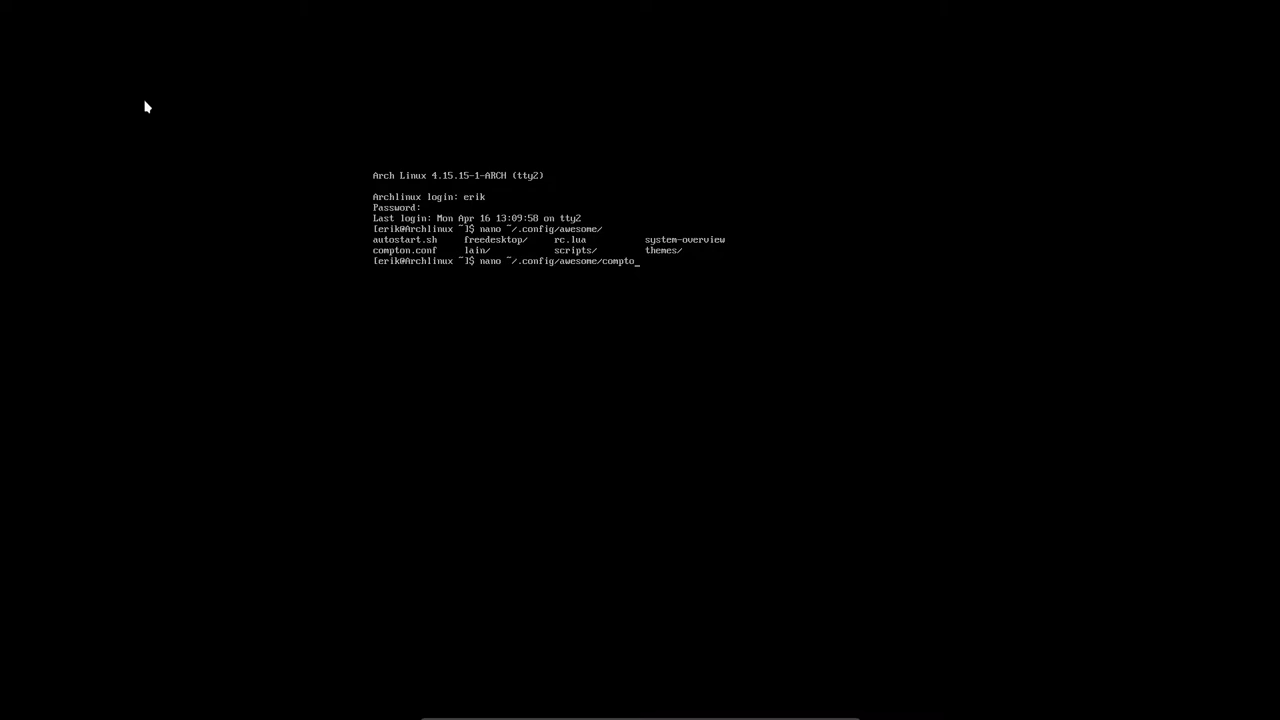 Arch Linux 4.15.15-1-ARCH (tty2)
Archlinux login: erik
Password:
Last login: Mon Apr 16 13:09:58 on tty2
[erik@Archlinux ~]$ nano ~/.config/awesome/
autostart.sh freedesktop/ rc.lua system-overview
compton.conf lain/ scripts/ themes/
[erik@Archlinux ~]$ nano ~/.config/awesome/compto_